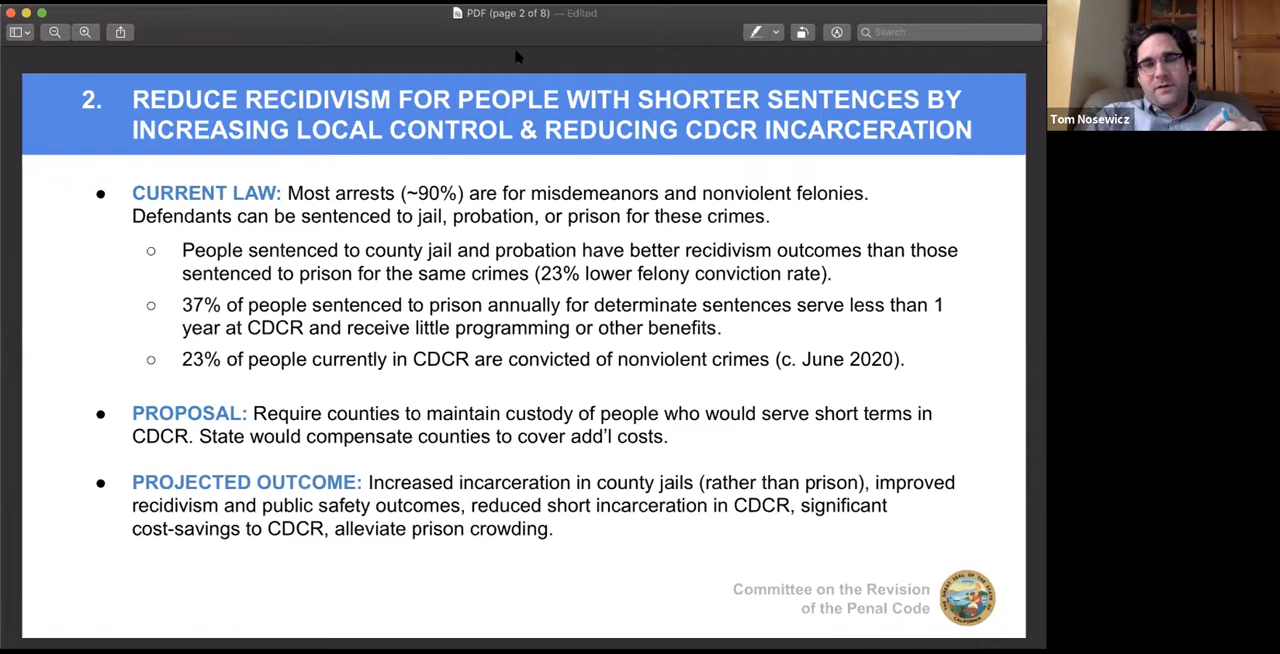 PDF (page 2 of 8) — Edited
Search
2. REDUCE RECIDIVISM FOR PEOPLE WITH SHORTER SENTENCES BY
INCREASING LOCAL CONTROL & REDUCING CDCR INCARCERATION
Tom Nosewicz
● CURRENT LAW: Most arrests (~90%) are for misdemeanors and nonviolent felonies.
Defendants can be sentenced to jail, probation, or prison for these crimes.
○ People sentenced to county jail and probation have better recidivism outcomes than those
sentenced to prison for the same crimes (23% lower felony conviction rate).
○ 37% of people sentenced to prison annually for determinate sentences serve less than 1
year at CDCR and receive little programming or other benefits.
○ 23% of people currently in CDCR are convicted of nonviolent crimes (c. June 2020).
● PROPOSAL: Require counties to maintain custody of people who would serve short terms in
CDCR. State would compensate counties to cover add'l costs.
● PROJECTED OUTCOME: Increased incarceration in county jails (rather than prison), improved
recidivism and public safety outcomes, reduced short incarceration in CDCR, significant
cost-savings to CDCR, alleviate prison crowding.
Committee on the Revision
of the Penal Code